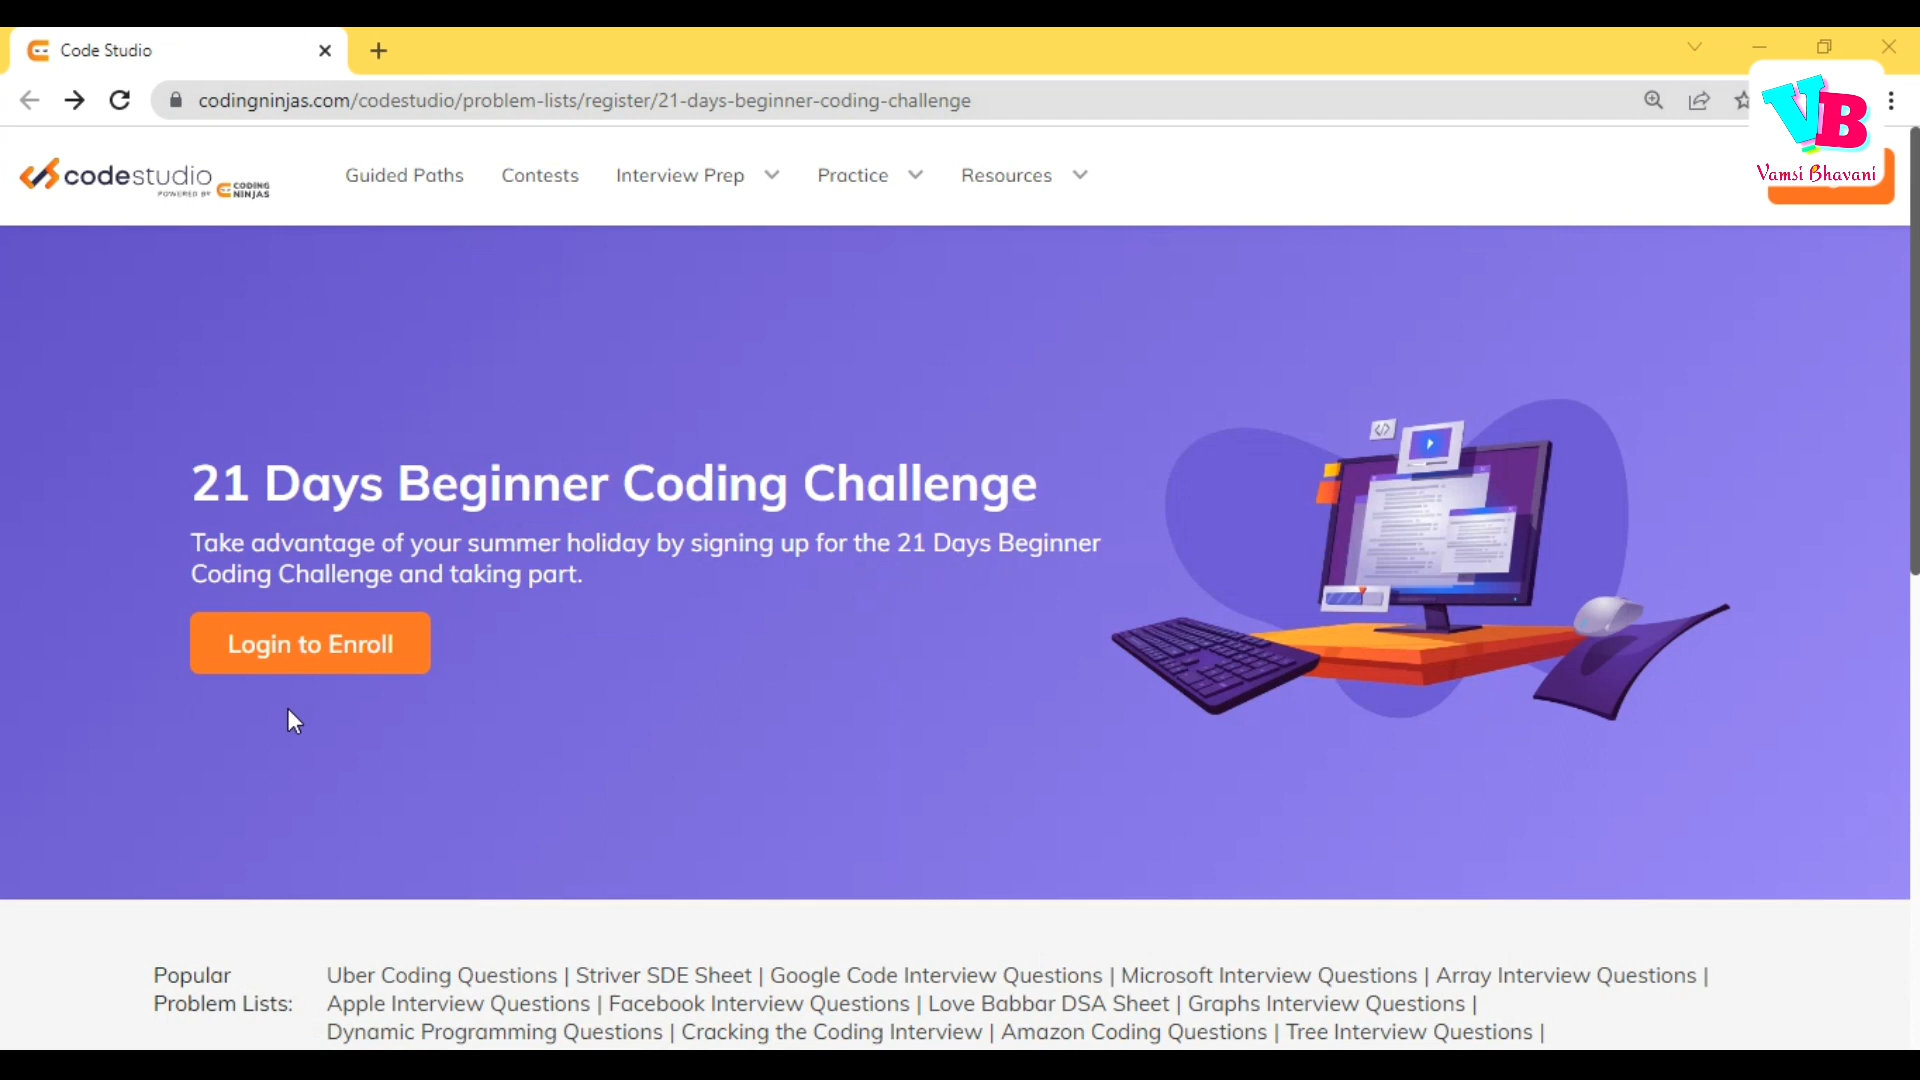 Code Studio
codingninjas.com/codestudio/problem-lists/register/21-days-beginner-coding-challenge
VB
Vamsi Bhavani
codestudio
POWERED BY CODING NINJAS
Guided Paths
Contests
Interview Prep
Practice
Resources
21 Days Beginner Coding Challenge
Take advantage of your summer holiday by signing up for the 21 Days Beginner
Coding Challenge and taking part.
Login to Enroll
Popular
Problem Lists:
Uber Coding Questions | Striver SDE Sheet | Google Code Interview Questions | Microsoft Interview Questions | Array Interview Questions |
Apple Interview Questions | Facebook Interview Questions | Love Babbar DSA Sheet | Graphs Interview Questions |
Dynamic Programming Questions | Cracking the Coding Interview | Amazon Coding Questions | Tree Interview Questions |